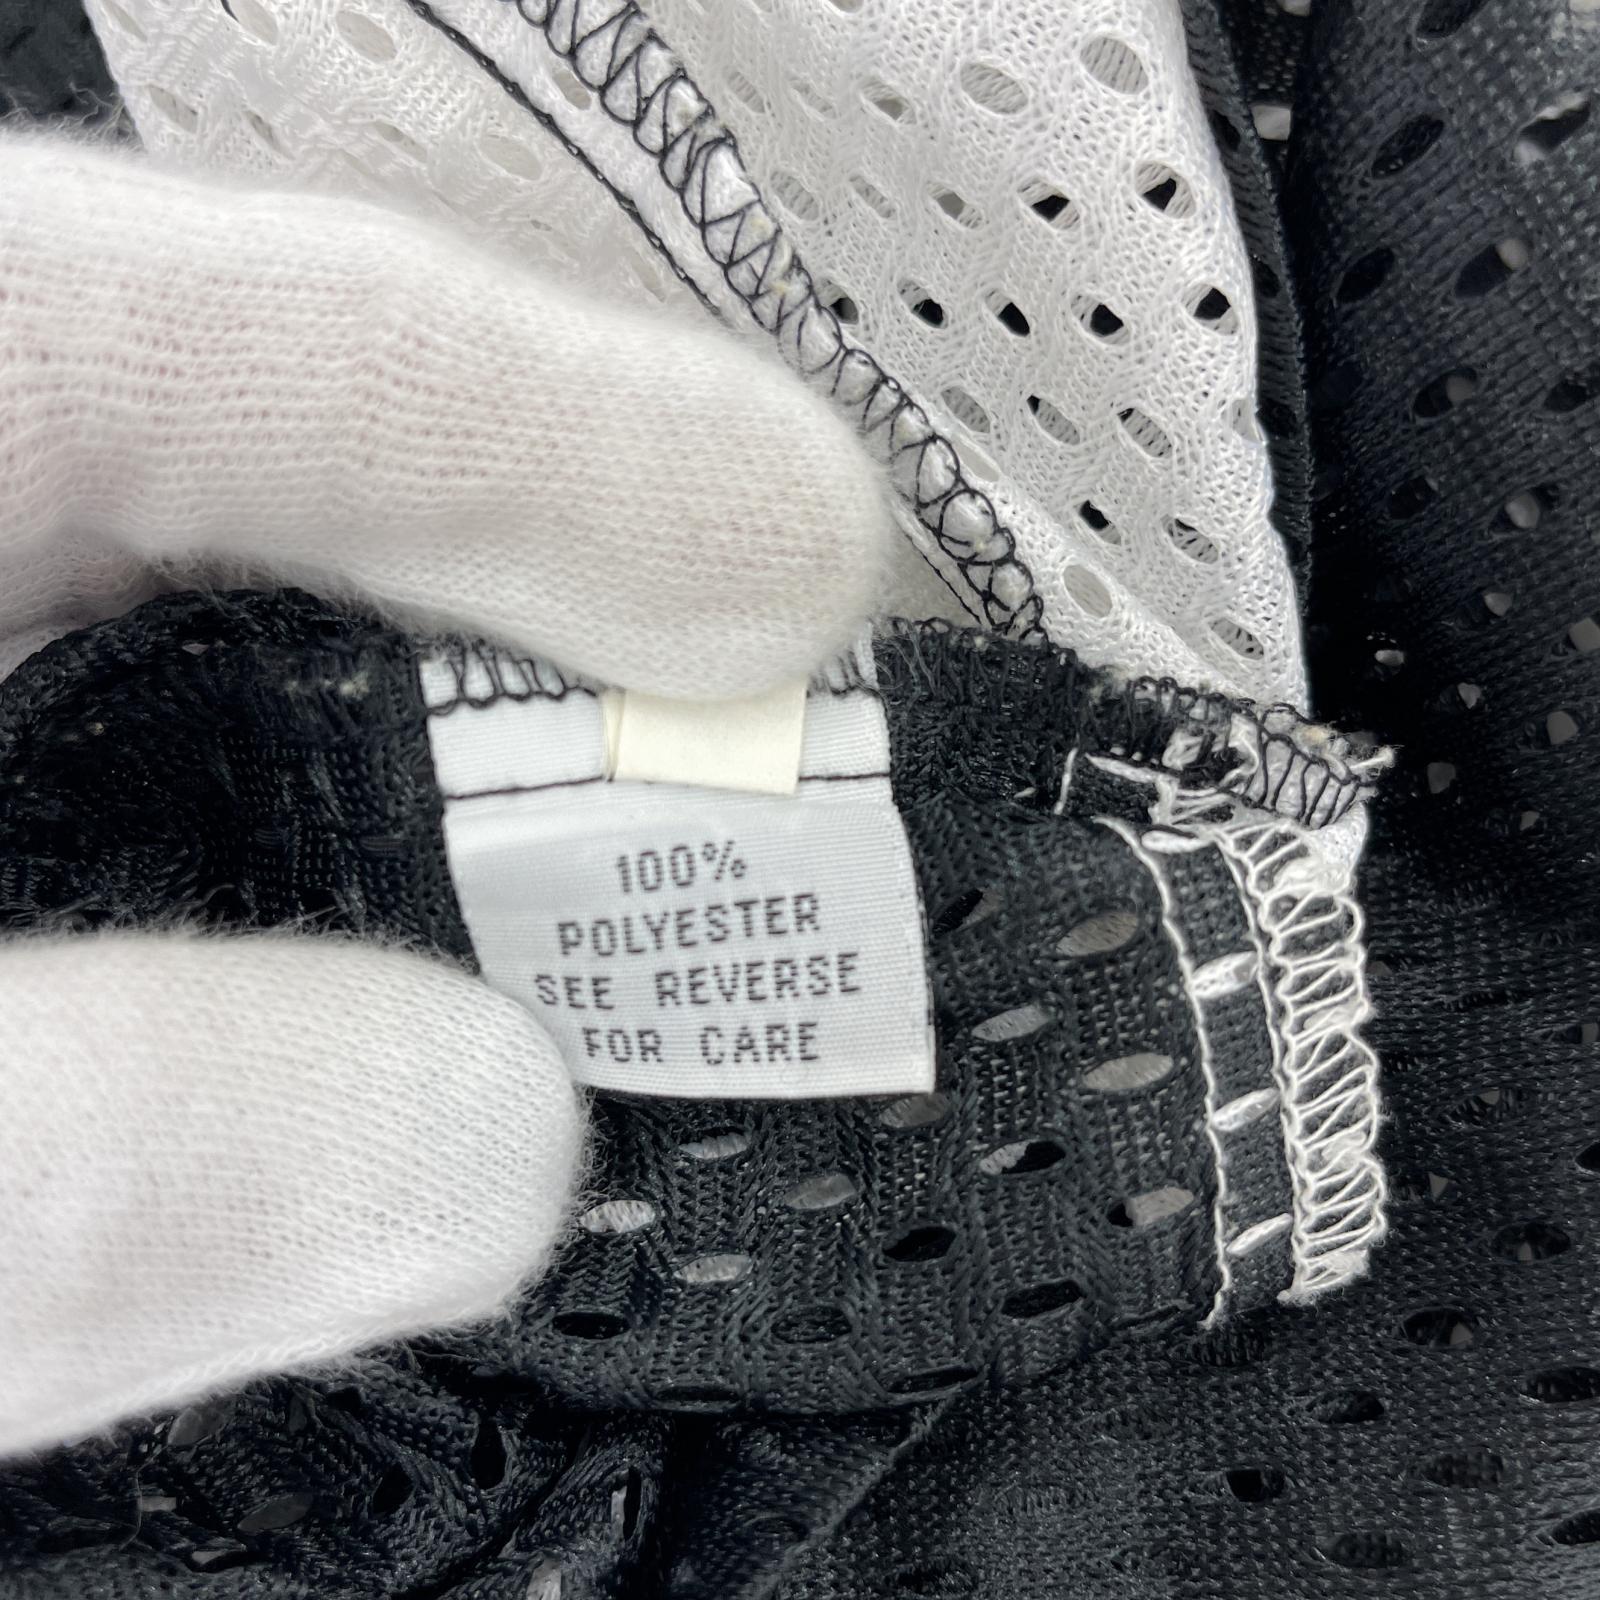 100%
POLYESTER
SEE REVERSE
FOR CARE